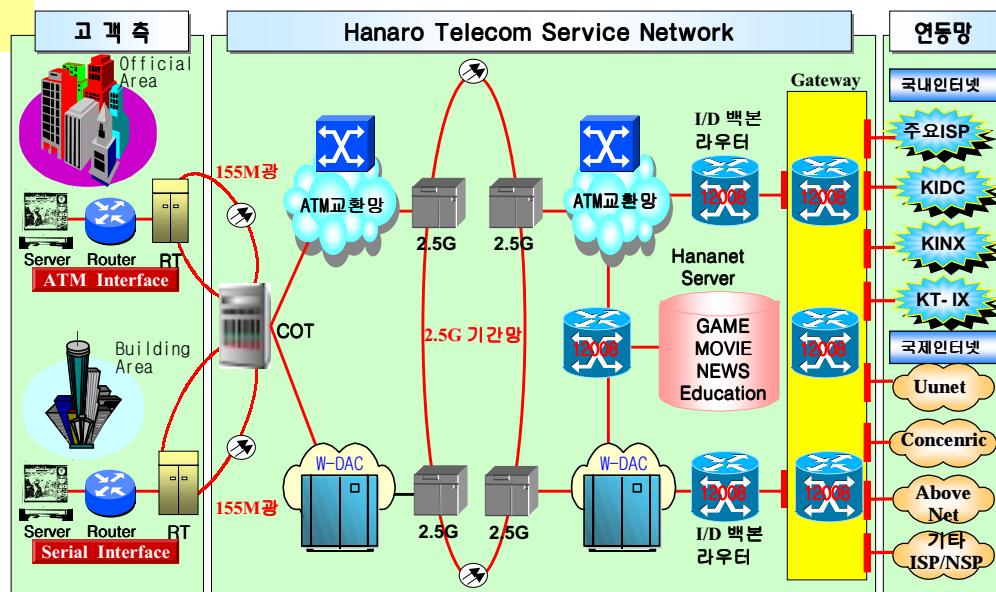 고 객 측
Hanaro Telecom Service Network
연동망
Official
Area
155M광
Server
Router
RT
ATM Interface
Building
Area
155M광
Server
Router
RT
Serial Interface
COT
ATM교환망
2.5G
2.5G
ATM교환망
2.5G 기간망
W-DAC
2.5G
2.5G
W-DAC
I/D 백본
라우터
12008
12008
Hananet
Server
GAME
MOVIE
NEWS
Education
12008
I/D 백본
라우터
Gateway
12008
12008
12008
국내인터넷
주요ISP
KIDC
KINX
KT-IX
국제인터넷
Uunet
Concenric
Above
Net
기타
ISP/NSP